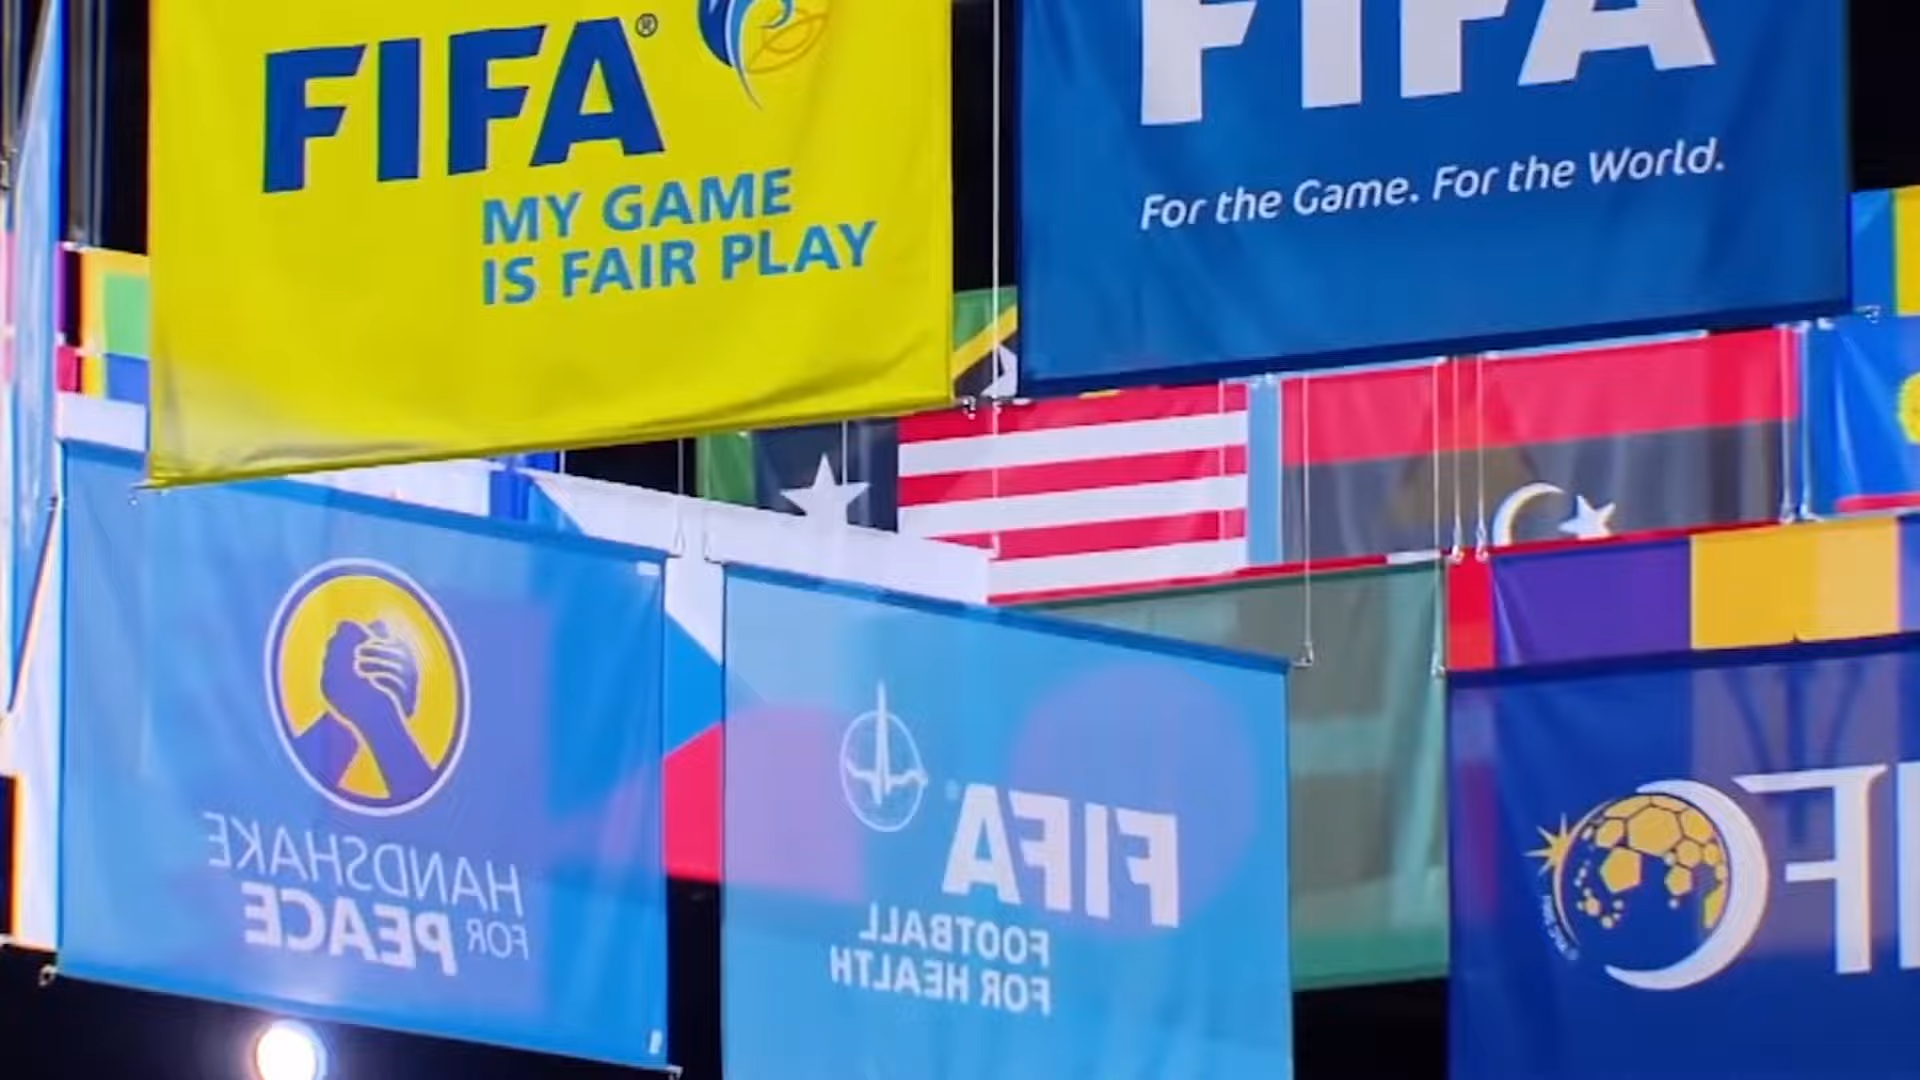 FIFA®
MY GAME
IS FAIR PLAY
FIFA
For the Game. For the World.
HANDSHAKE
FOR PEACE
FIFA®
FOOTBALL
FOR HEALTH